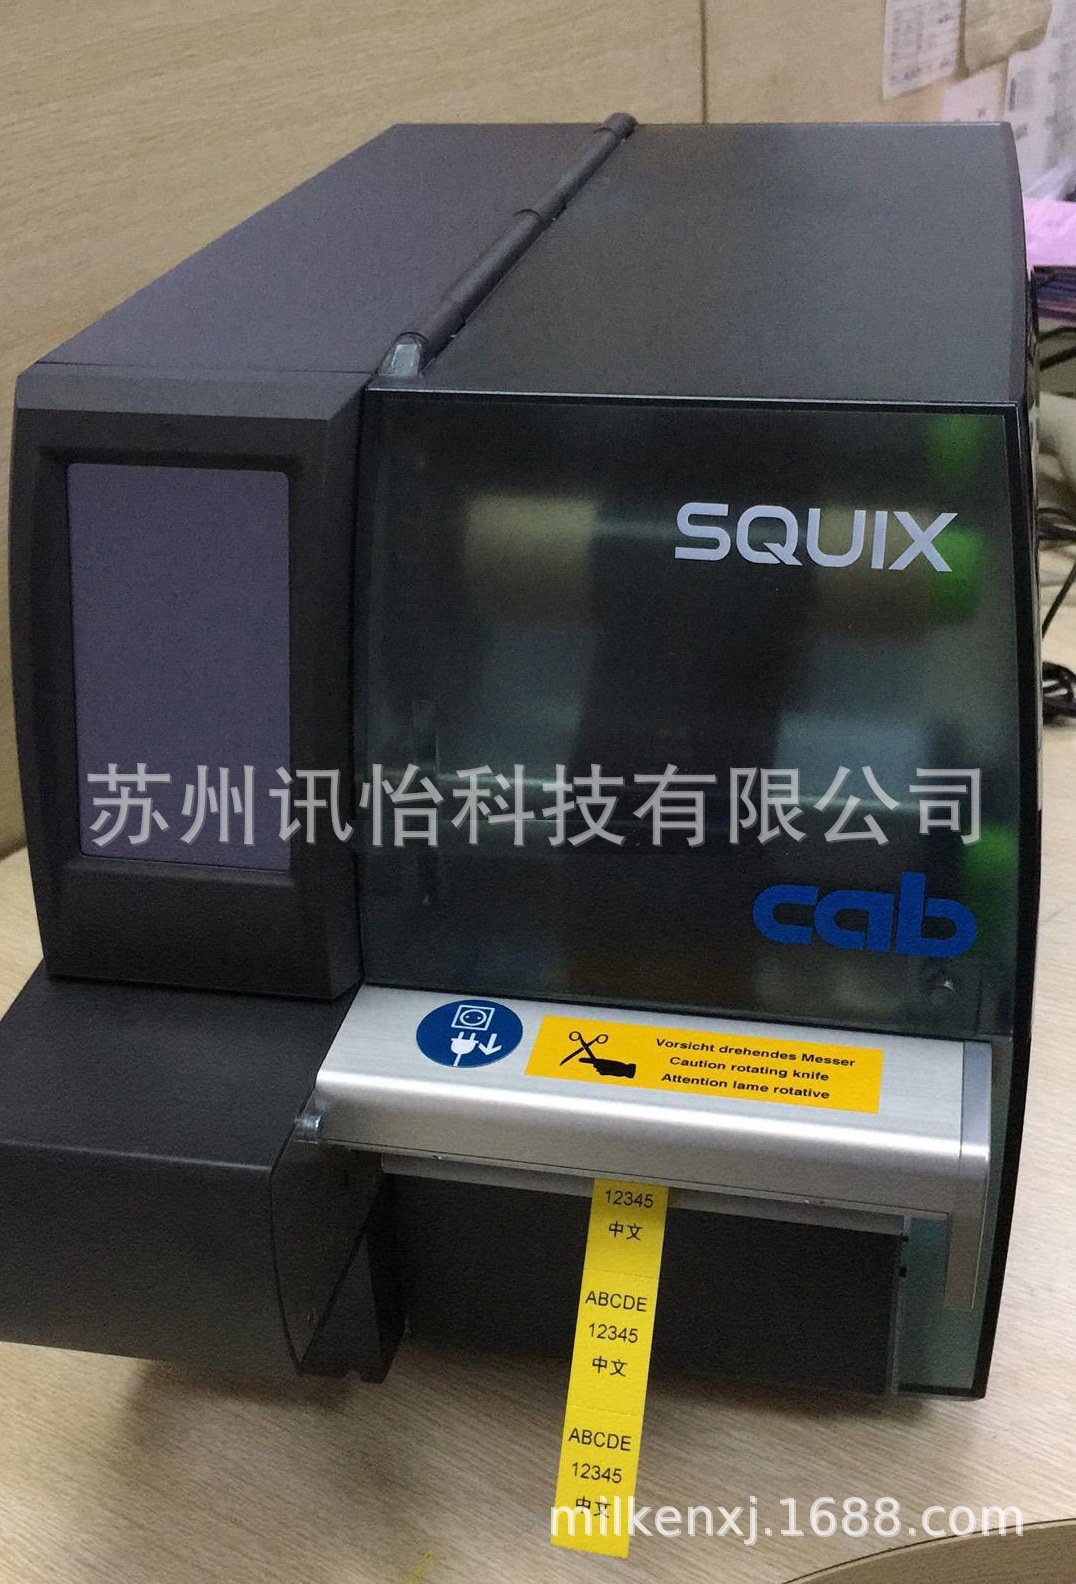 SQUIX
苏州讯怡科技有限公司
cab
Vorsicht drehendes Messer
Caution rotating knife
Attention lame rotative
12345
中文
ABCDE
12345
中文
ABCDE
12345
中文
milkenxj.1688.com